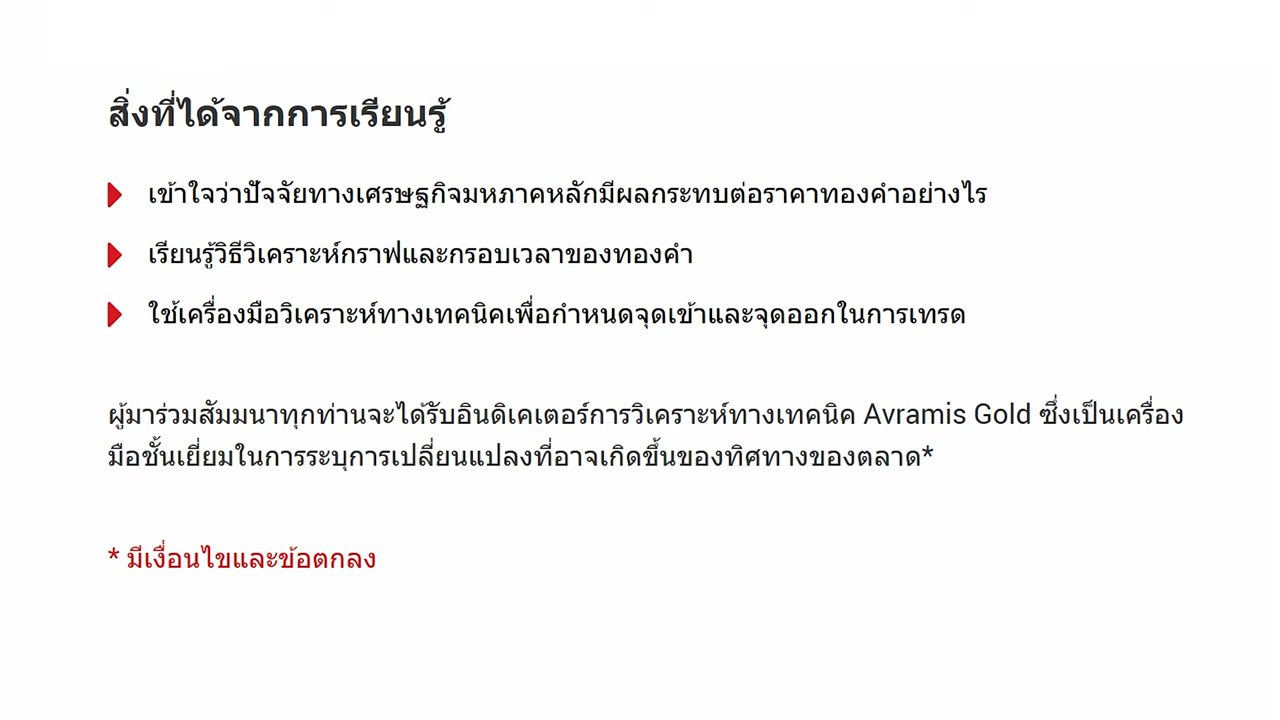 สิ่งที่ได้จากการเรียนรู้
เข้าใจว่าปัจจัยทางเศรษฐกิจมหภาคหลักมีผลกระทบต่อราคาทองคำอย่างไร
เรียนรู้วิธีวิเคราะห์กราฟและกรอบเวลาของทองคำ
ใช้เครื่องมือวิเคราะห์ทางเทคนิคเพื่อกำหนดจุดเข้าและจุดออกในการเทรด
ผู้มาร่วมสัมมนาทุกท่านจะได้รับอินดิเคเตอร์การวิเคราะห์ทางเทคนิค Avramis Gold ซึ่งเป็นเครื่อง
มือชั้นเยี่ยมในการระบุการเปลี่ยนแปลงที่อาจเกิดขึ้นของทิศทางของตลาด*
* มีเงื่อนไขและข้อตกลง